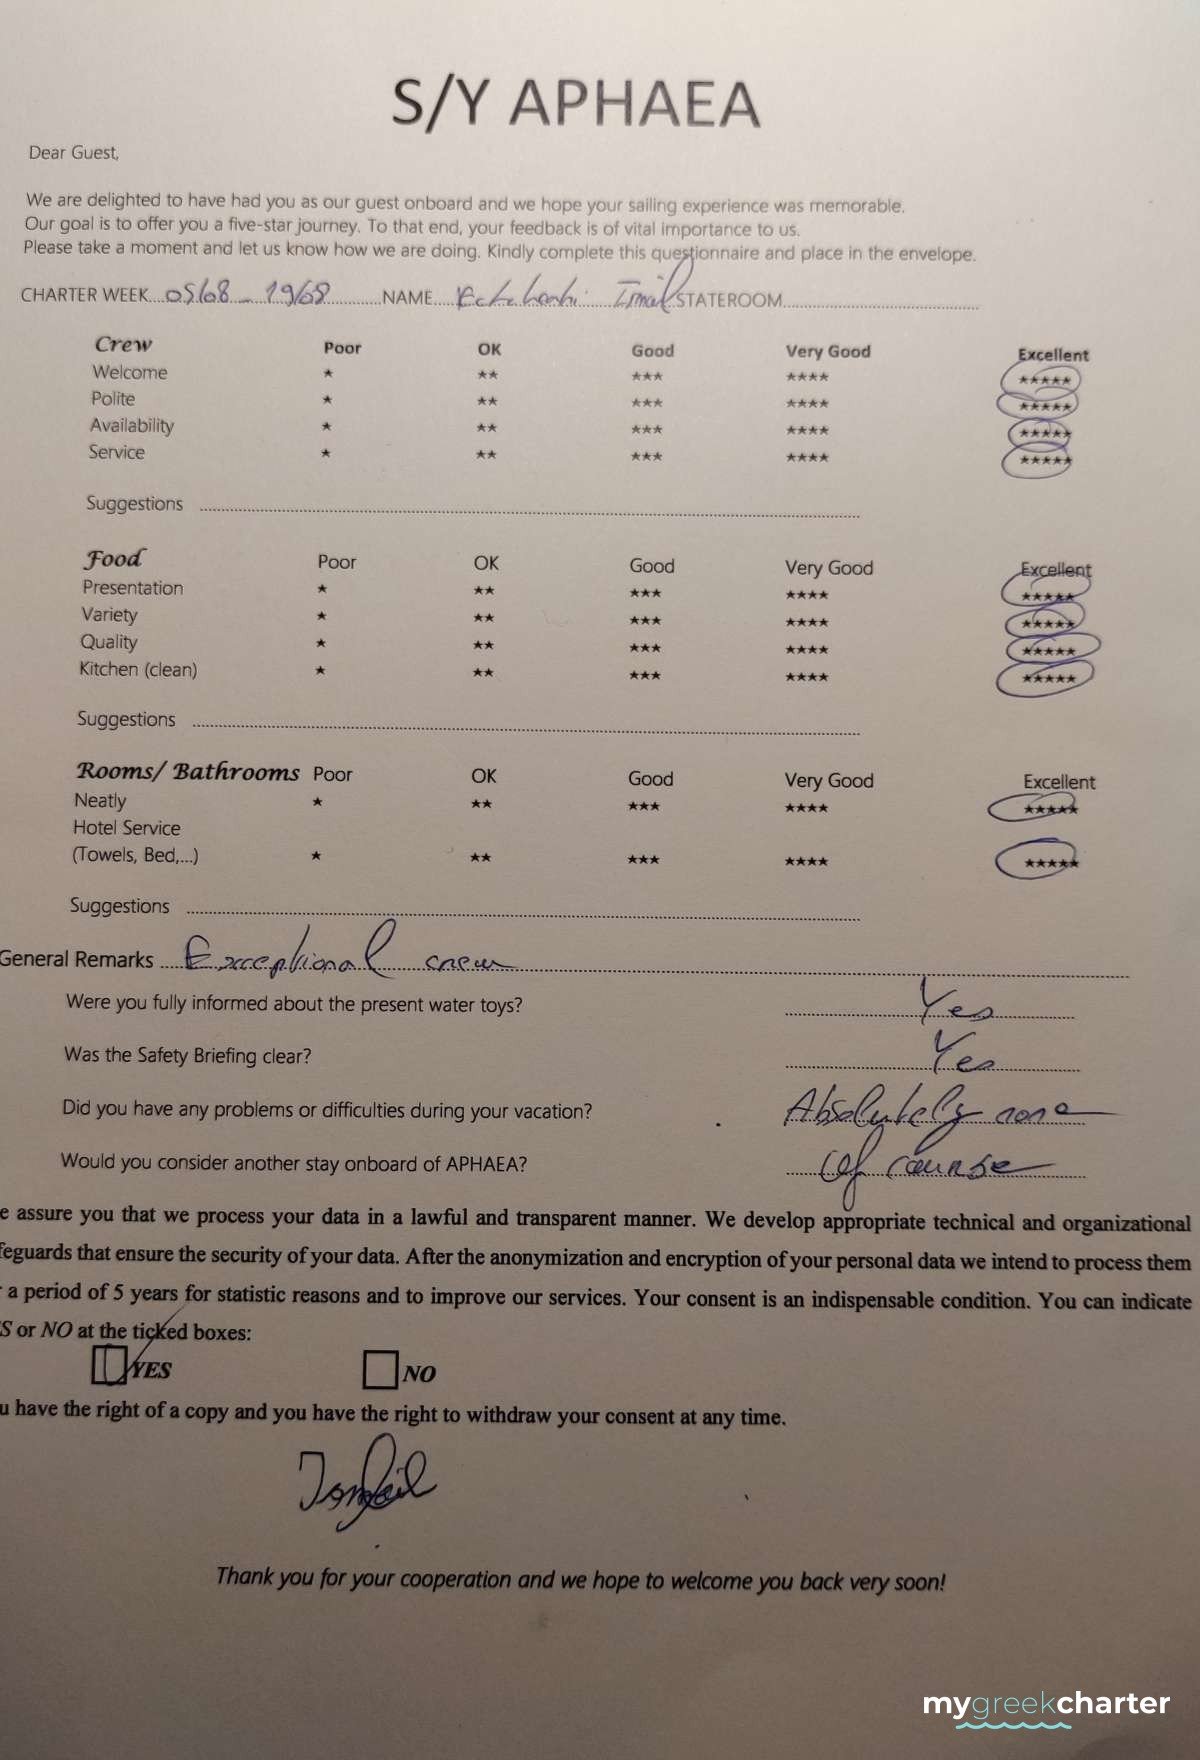 S/Y APHAEA
Dear Guest,
We are delighted to have had you as our guest onboard and we hope your sailing experience was memorable.
Our goal is to offer you a five-star journey. To that end, your feedback is of vital importance to us.
Please take a moment and let us know how we are doing. Kindly complete this questionnaire and place in the envelope.
CHARTER WEEK...05/08 - 19/08...NAME... STATEROOM...
Crew Poor OK Good Very Good Excellent
Welcome ★ ★★ ★★★ ★★★★ ★★★★★
Polite ★ ★★ ★★★ ★★★★ ★★★★★
Availability ★ ★★ ★★★ ★★★★ ★★★★★
Service ★ ★★ ★★★ ★★★★ ★★★★★
Suggestions
Food Poor OK Good Very Good Excellent
Presentation ★ ★★ ★★★ ★★★★ ★★★★★
Variety ★ ★★ ★★★ ★★★★ ★★★★★
Quality ★ ★★ ★★★ ★★★★ ★★★★★
Kitchen (clean) ★ ★★ ★★★ ★★★★ ★★★★★
Suggestions
Rooms/ Bathrooms Poor OK Good Very Good Excellent
Neatly ★ ★★ ★★★ ★★★★ ★★★★★
Hotel Service
(Towels, Bed,...) ★ ★★ ★★★ ★★★★ ★★★★★
Suggestions
General Remarks ... Exceptional crew
Were you fully informed about the present water toys? Yes
Was the Safety Briefing clear? Yes
Did you have any problems or difficulties during your vacation? Absolutely none
Would you consider another stay onboard of APHAEA? Of course
e assure you that we process your data in a lawful and transparent manner. We develop appropriate technical and organizational
feguards that ensure the security of your data. After the anonymization and encryption of your personal data we intend to process them
r a period of 5 years for statistic reasons and to improve our services. Your consent is an indispensable condition. You can indicate
S or NO at the ticked boxes:
YES NO
u have the right of a copy and you have the right to withdraw your consent at any time.
Ismail
Thank you for your cooperation and we hope to welcome you back very soon!
mygreekcharter